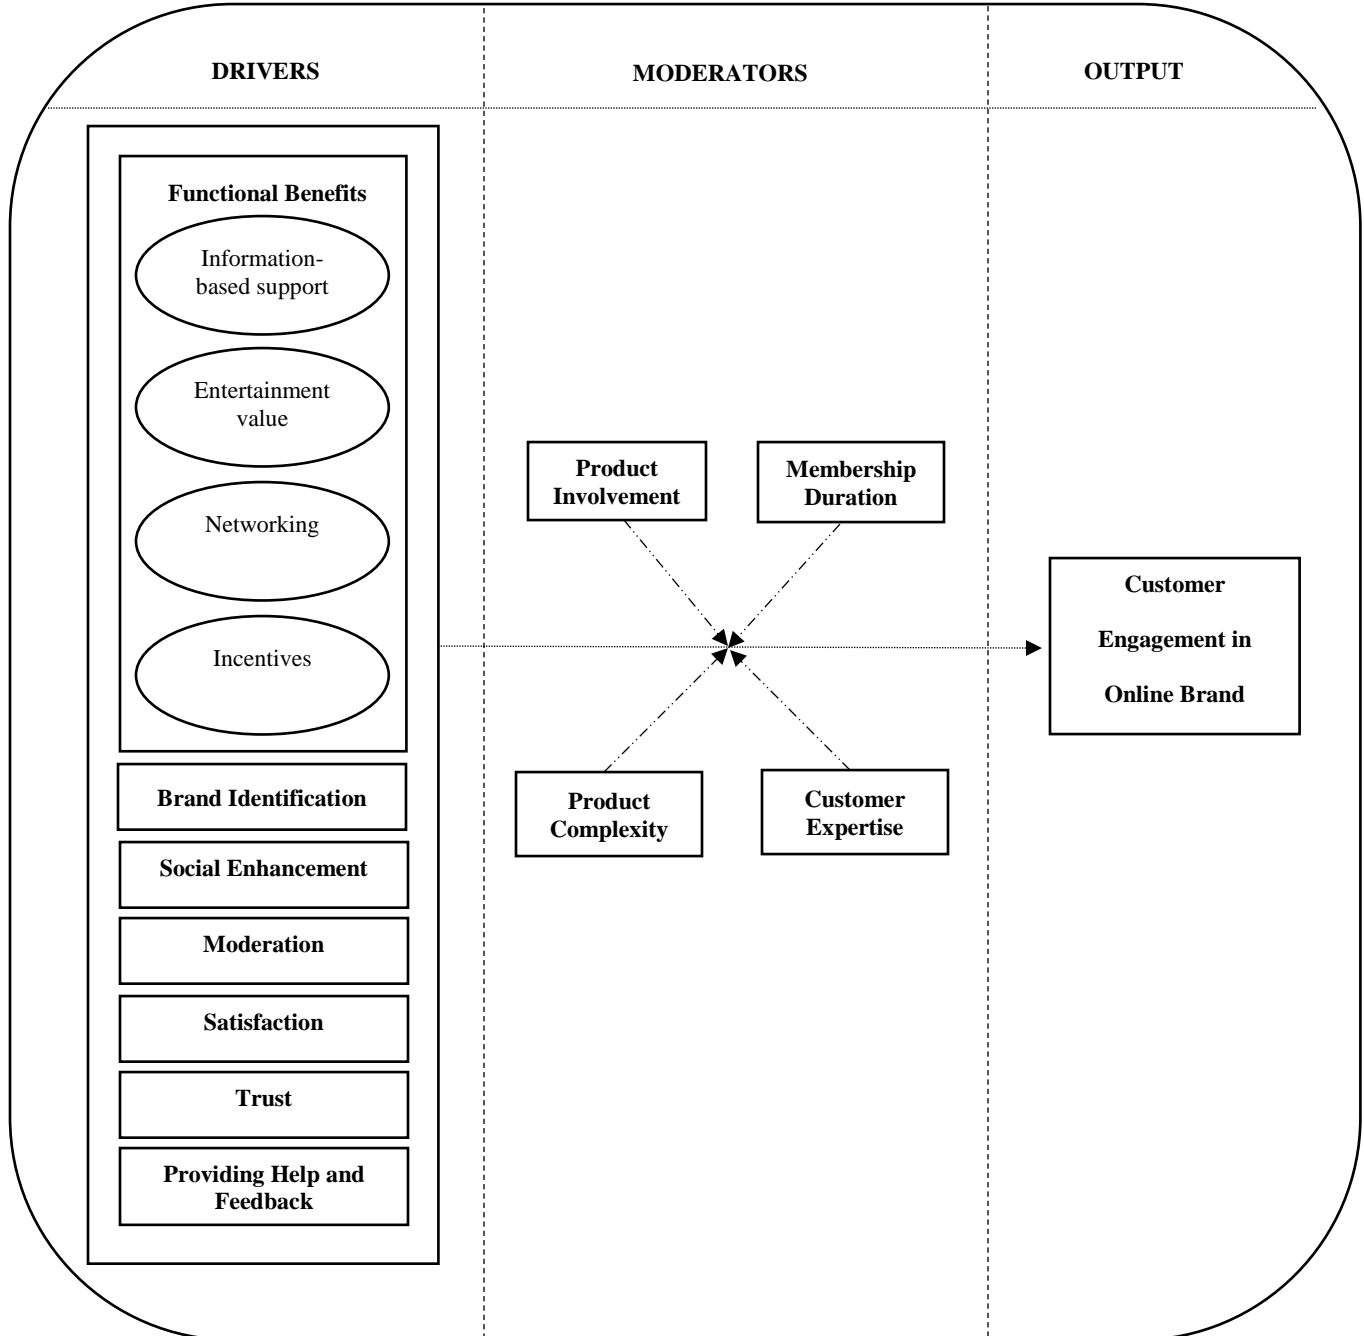 DRIVERS
MODERATORS
OUTPUT
Functional Benefits
Information-
based support
Entertainment
value
Networking
Incentives
Brand Identification
Social Enhancement
Moderation
Satisfaction
Trust
Providing Help and
Feedback
Product
Involvement
Membership
Duration
Product
Complexity
Customer
Expertise
Customer
Engagement in
Online Brand